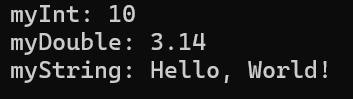 myInt: 10
myDouble: 3.14
myString: Hello, World!